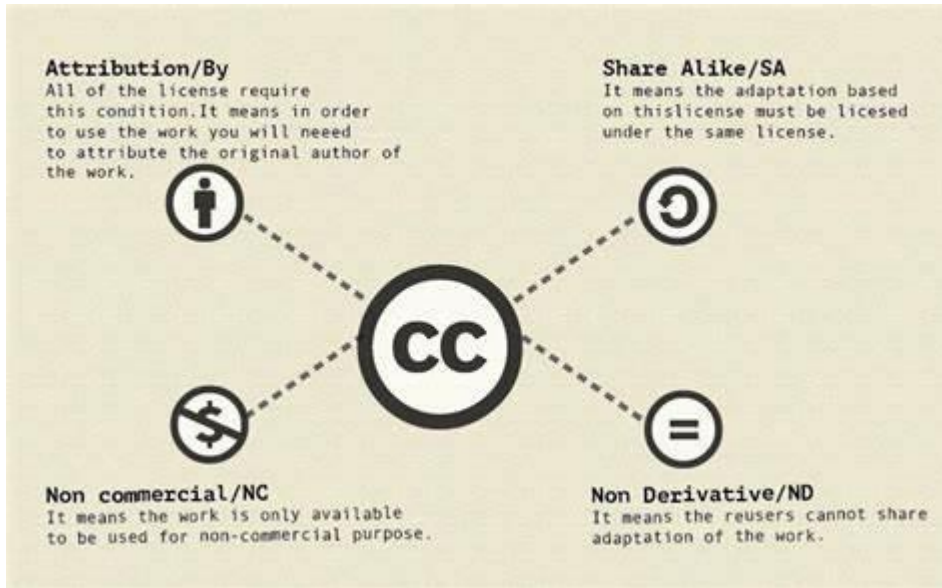 Attribution/By
All of the license require
this condition.It means in order
to use the work you will neeed
to attribute the original author of
the work.
Share Alike/SA
It means the adaptation based
on thislicense must be licesed
under the same license.
CC
Non commercial/NC
It means the work is only available
to be used for non-commercial purpose.
Non Derivative/ND
It means the reusers cannot share
adaptation of the work.